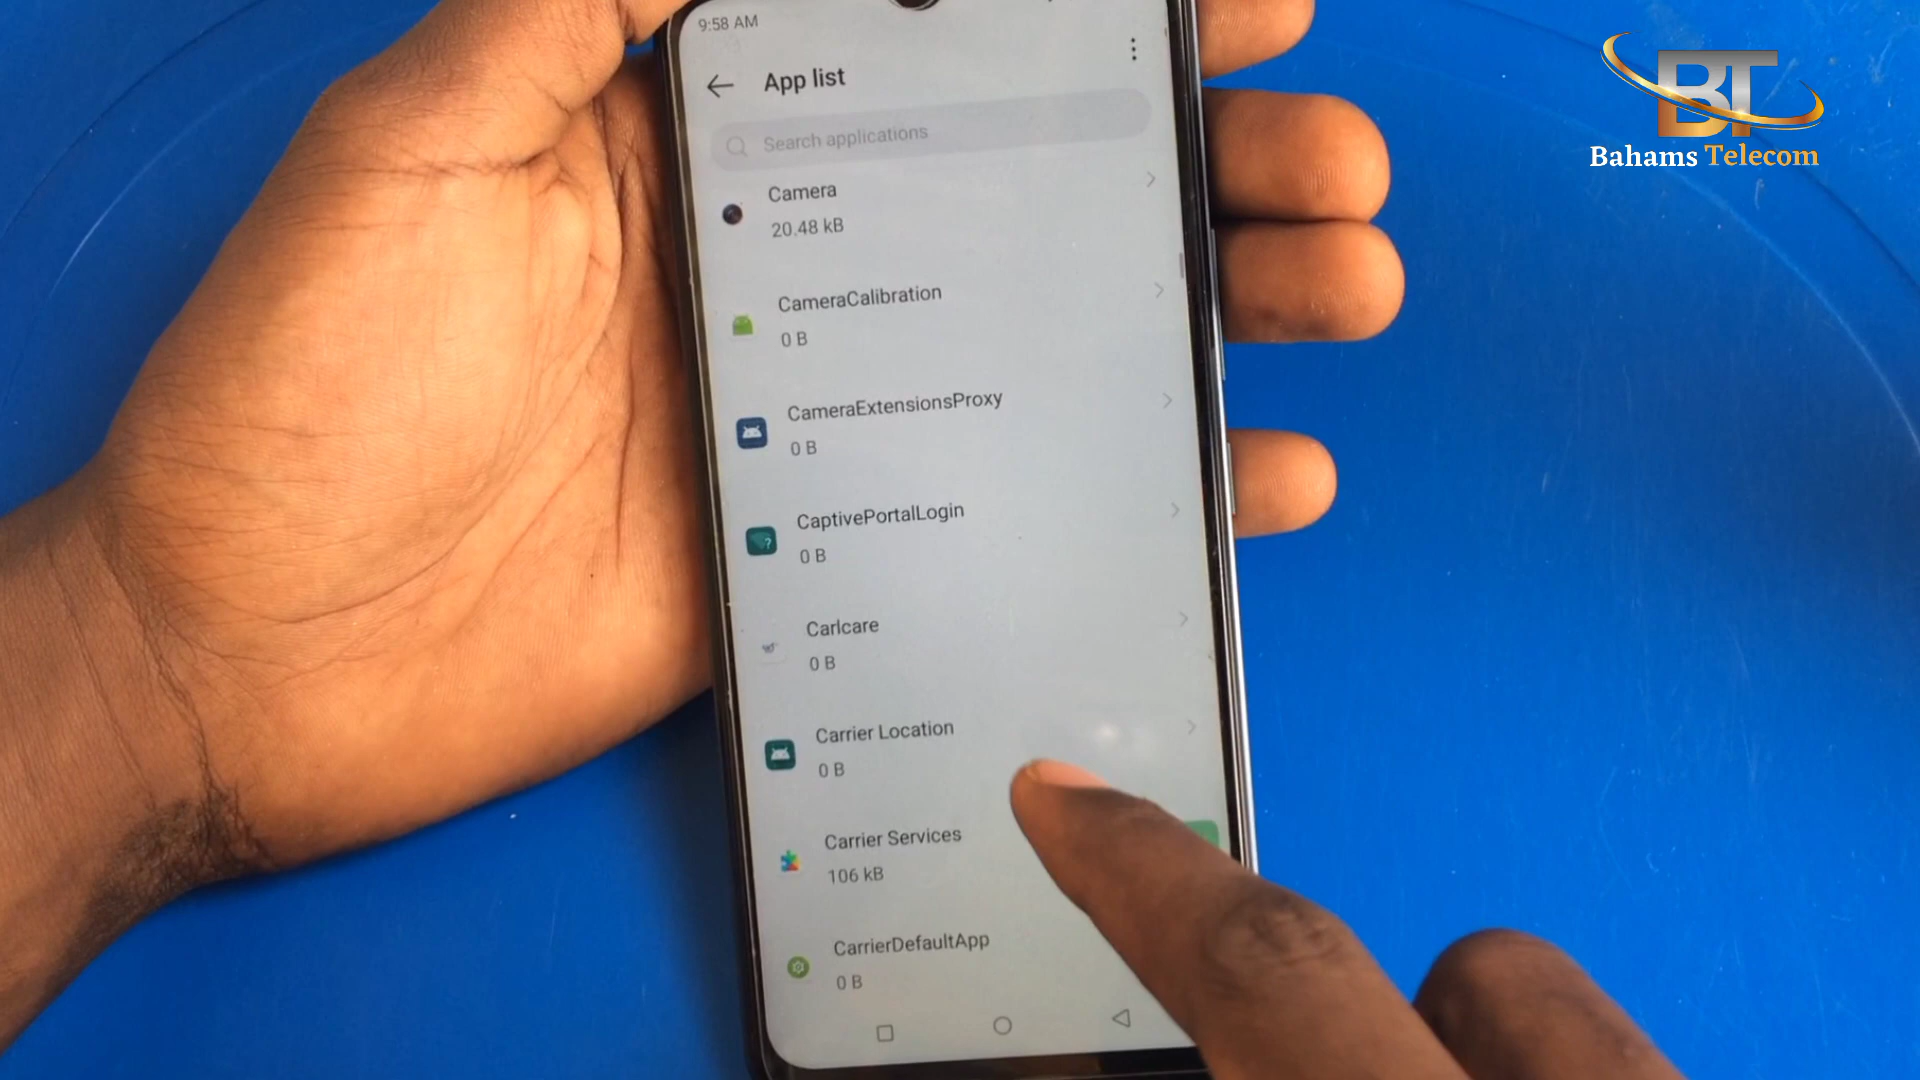 9:58 AM
App list
Search applications
Camera
20.48 kB
CameraCalibration
0 B
CameraExtensionsProxy
0 B
CaptivePortalLogin
0 B
Carlcare
0 B
Carrier Location
0 B
Carrier Services
106 kB
CarrierDefaultApp
0 B
BT
Bahams Telecom